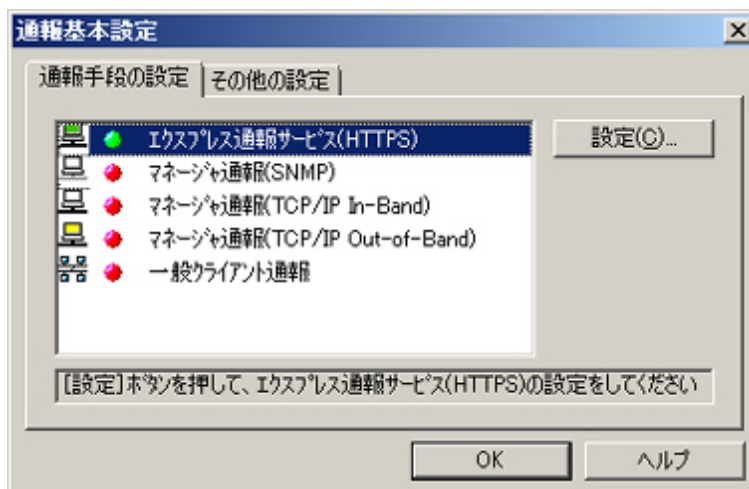 通報基本設定
通報手段の設定 その他の設定
エクスプレス通報サービス(HTTPS)
設定(C)...
マネージャ通報(SNMP)
マネージャ通報(TCP/IP In-Band)
マネージャ通報(TCP/IP Out-of-Band)
一般クライアント通報
[設定]ボタンを押して、エクスプレス通報サービス(HTTPS)の設定をしてください
OK ヘルプ